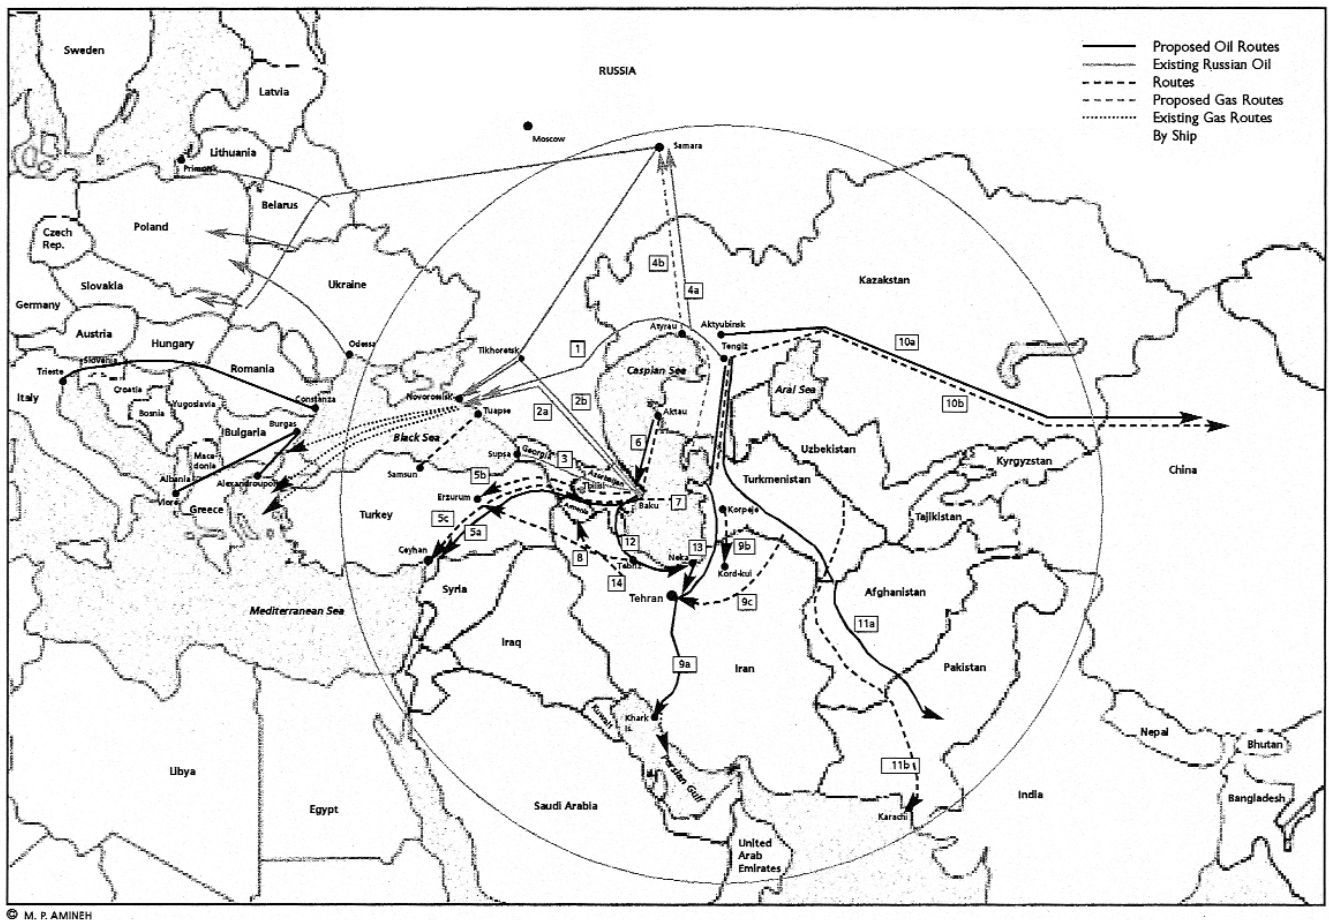 Sweden
RUSSIA
Proposed Oil Routes
Existing Russian Oil
Routes
Proposed Gas Routes
Existing Gas Routes
By Ship
Latvia
Moscow
Samara
Lithuania
Primorsk
Belarus
Poland
Czech
Rep.
4b
4a
Kazakstan
Slovakia
Ukraine
Germany
Austria
Hungary
Atyrau
Aktyubinsk
Tengiz
10a
Odessa
1
Tikhoretsk
Slovenia
Trieste
Romania
Caspian Sea
Aral Sea
Italy
Croatia
Bosnia
Yugoslavia
Constanza
Novorossisk
Tuapse
2a
2b
Aktau
10b
Burgas
Bulgaria
Black Sea
6
Uzbekistan
Kyrgyzstan
Mace
donia
Supsa
Georgia
3
Azerbaijan
Tbilisi
China
Albania
Vlore
Alexandroupolis
Samsun
5b
Turkmenistan
Erzurum
Greece
Turkey
Armenia
Baku
7
Korpeje
Tajikistan
5c
5a
Ceyhan
8
12
13
9b
Tabriz
Neka
Kord-kui
14
Syria
Tehran
9c
Afghanistan
Mediterranean Sea
11a
Iraq
9a
Iran
Pakistan
Kuwait
Khark
Is.
Nepal
Bhutan
Libya
Persian Gulf
11b
Egypt
Saudi Arabia
India
Bangladesh
Karachi
United
Arab
Emirates
© M. P. AMINEH